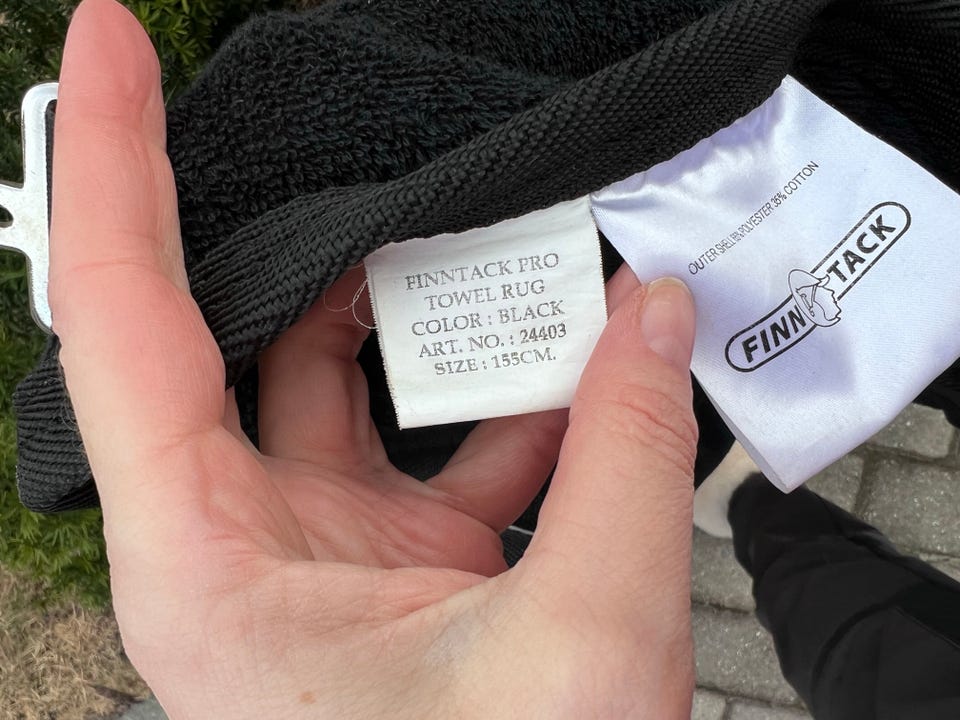 FINNTACK PRO
TOWEL RUG
COLOR : BLACK
ART. NO. : 24403
SIZE : 155CM.
OUTER SHELL 65% POLYESTER 35% COTTON
FINN TACK